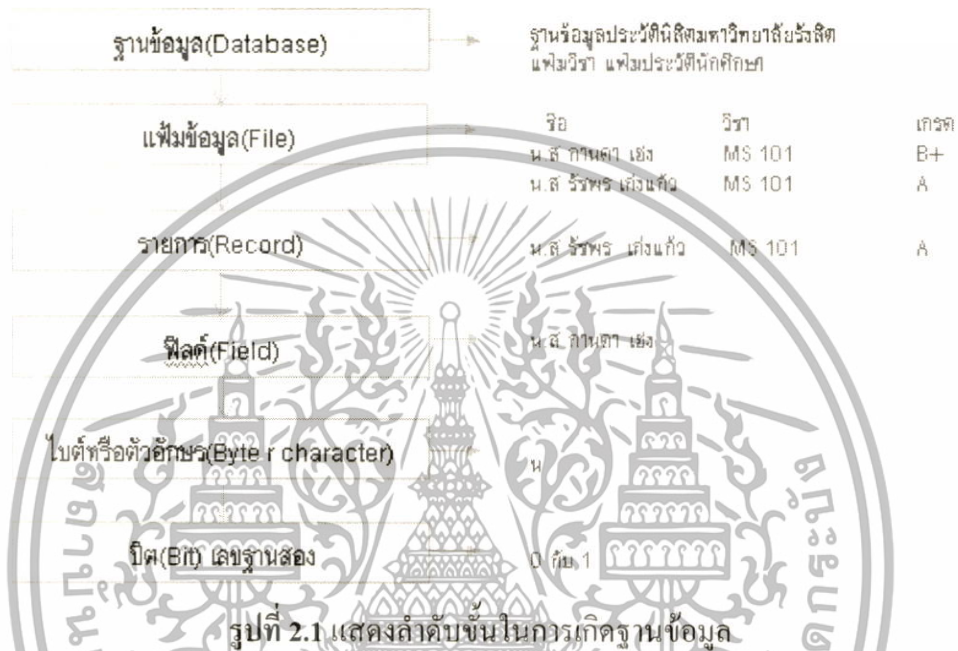 ฐานข้อมูล(Database)
ฐานข้อมูลประวัตินิสิตมหาวิทยาลัยรังสิต
แฟ้มวิชา แฟ้มประวัตินักศึกษา
แฟ้มข้อมูล(File)
ชื่อ วิชา เกรด
น.ส กานดา เฮง MS 101 B+
น.ส รัชพร เก่งแก้ว MS 101 A
รายการ(Record)
น.ส รัชพร เก่งแก้ว MS 101 A
ฟิลด์(Field)
น.ส กานดา เฮง
ไบต์หรือตัวอักษร(Byte r character)
น
บิต(Bit) เลขฐานสอง
0 กับ 1
รูปที่ 2.1 แสดงลำดับขั้นในการเกิดฐานข้อมูล